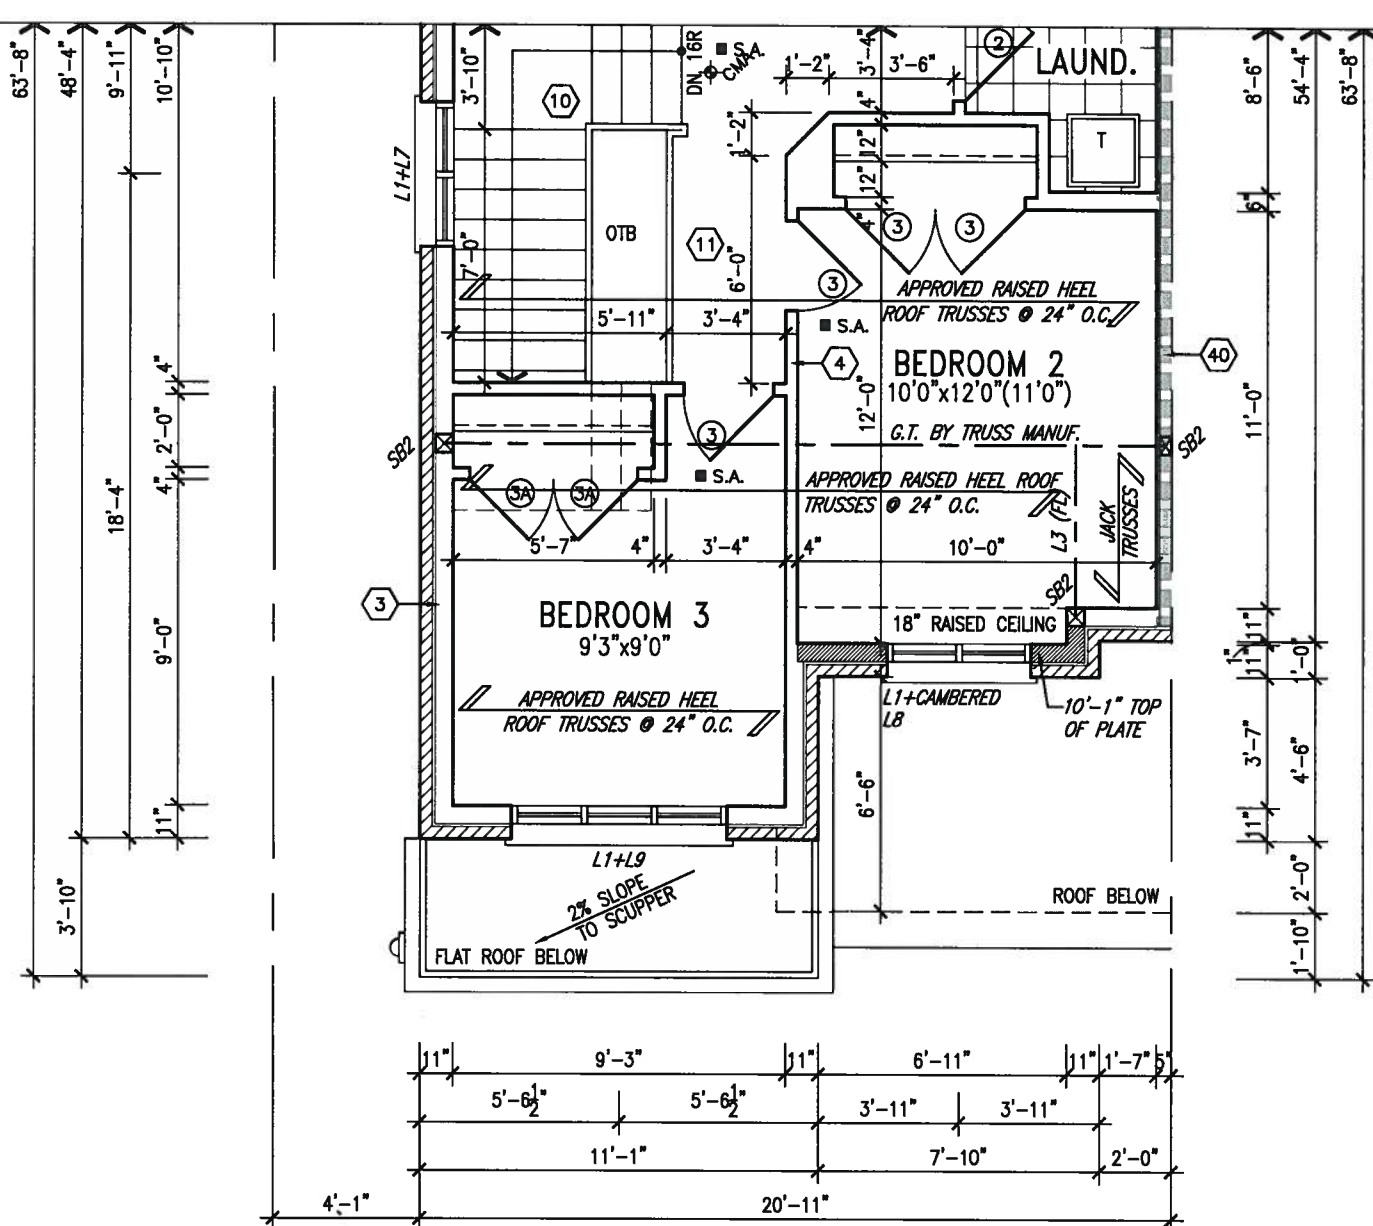 63'-8"
48'-4"
9'-11"
10'-10"
3'-10"
10
DN. 16R
S.A.
1'-2"
3'-4"
3'-6"
2
LAUND.
8'-6"
54'-4"
63'-8"
L1+L7
4"
1'-2"
12"
T
12"
6"
OTB
11
7'-0"
6'-0"
4"
3
3
3
APPROVED RAISED HEEL
ROOF TRUSSES @ 24" O.C.
5'-11"
3'-4"
S.A.
4
BEDROOM 2
10'0"x12'0"(11'0")
40
4"
2'-0"
4"
18'-4"
12'-0"
11'-0"
G.T. BY TRUSS MANUF.
SB2
SB2
3
S.A.
3A
3A
APPROVED RAISED HEEL ROOF
TRUSSES @ 24" O.C.
L3 (FL)
JACK
TRUSSES
5'-7"
4"
3'-4"
4"
10'-0"
SB2
3
BEDROOM 3
9'3"x9'0"
18" RAISED CEILING
9'-0"
11"
1"
11"
1'-0"
APPROVED RAISED HEEL
ROOF TRUSSES @ 24" O.C.
L1+CAMBERED
L8
10'-1" TOP
OF PLATE
3'-7"
4'-6"
6'-6"
11"
11"
L1+L9
2% SLOPE
TO SCUPPER
3'-10"
ROOF BELOW
2'-0"
FLAT ROOF BELOW
1'-10"
11"
9'-3"
11"
6'-11"
11"
1'-7"
5"
5'-6 1/2"
5'-6 1/2"
3'-11"
3'-11"
11'-1"
7'-10"
2'-0"
4'-1"
20'-11"